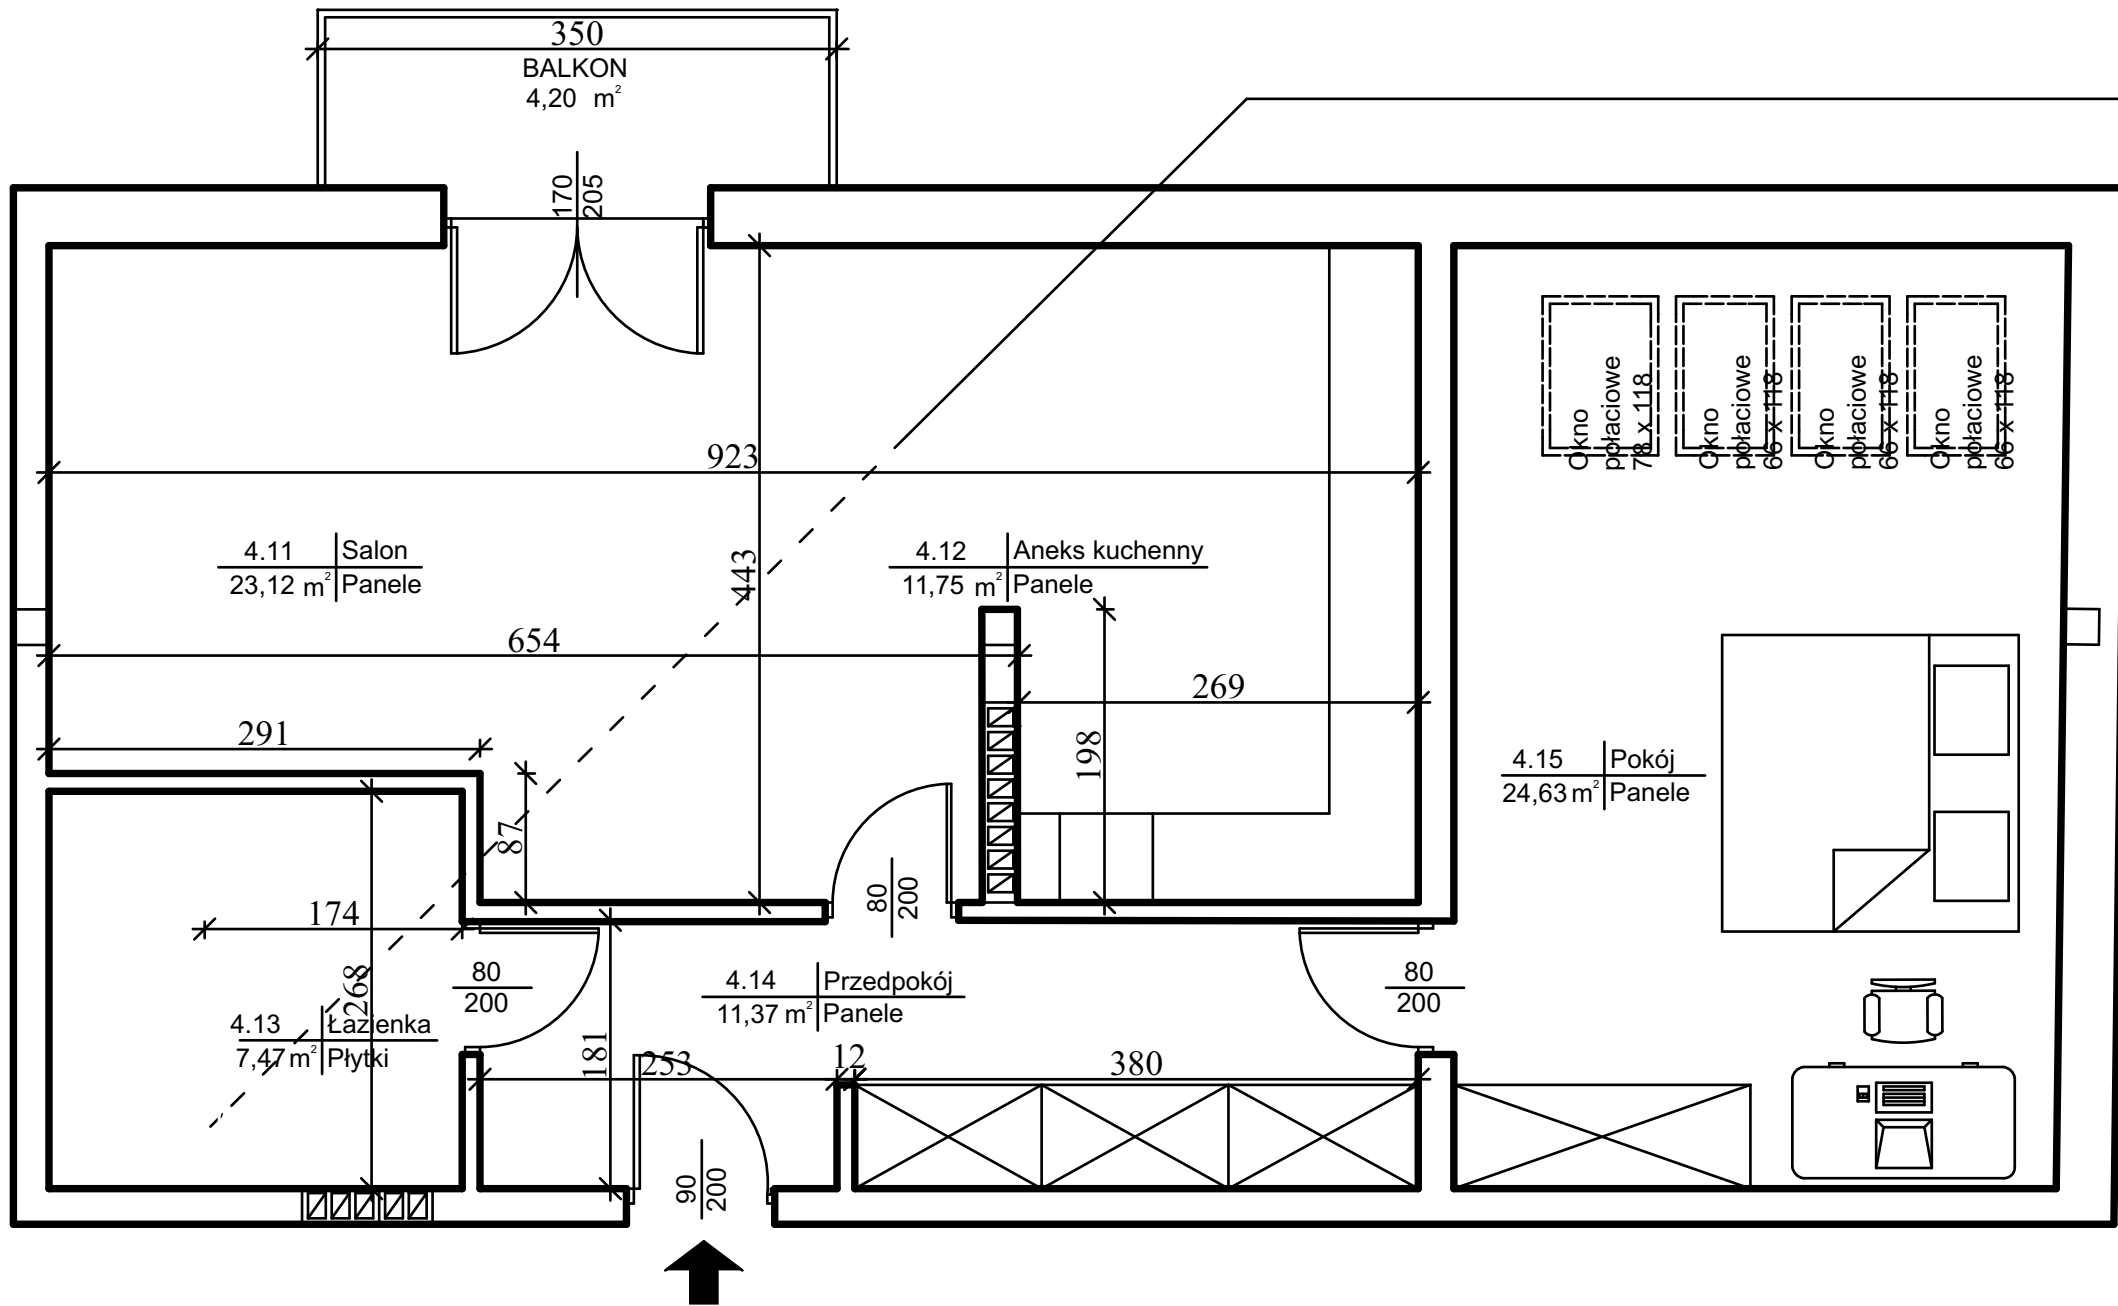 350
BALKON
4,20 m²
170
205
Okno
połaciowe
78 x 118
Okno
połaciowe
66 x 118
Okno
połaciowe
66 x 118
Okno
połaciowe
66 x 118
923
4.11 Salon
23,12 m² Panele
443
4.12 Aneks kuchenny
11,75 m² Panele
654
269
291
198
87
4.15 Pokój
24,63 m² Panele
80
200
174
268
80
200
4.14 Przedpokój
11,37 m² Panele
80
200
4.13 Łazienka
7,47 m² Płytki
181
253
12
380
90
200